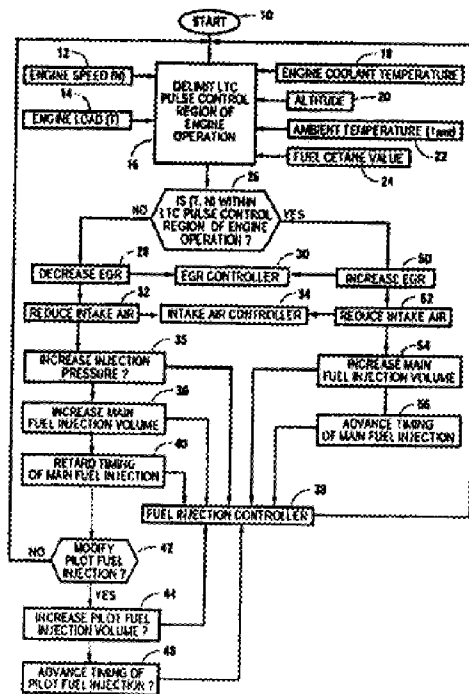 START
10
12
ENGINE SPEED (N)
14
ENGINE LOAD (T)
16
DELIMIT LTC
PULSE CONTROL
REGION OF
ENGINE
OPERATION
18
ENGINE COOLANT TEMPERATURE
ALTITUDE
20
AMBIENT TEMPERATURE (Tamb)
22
FUEL CETANE VALUE
24
26
IS (T, N) WITHIN
LTC PULSE CONTROL
REGION OF ENGINE
OPERATION ?
NO
YES
28
DECREASE EGR
30
EGR CONTROLLER
50
INCREASE EGR
32
REDUCE INTAKE AIR
34
INTAKE AIR CONTROLLER
52
REDUCE INTAKE AIR
35
INCREASE INJECTION
PRESSURE ?
54
INCREASE MAIN
FUEL INJECTION VOLUME
36
INCREASE MAIN
FUEL INJECTION VOLUME
56
ADVANCE TIMING
OF MAIN FUEL INJECTION
40
RETARD TIMING
OF MAIN FUEL INJECTION
38
FUEL INJECTION CONTROLLER
NO
42
MODIFY
PILOT FUEL
INJECTION ?
YES
44
INCREASE PILOT FUEL
INJECTION VOLUME ?
ADVANCE TIMING OF
PILOT FUEL INJECTION ?